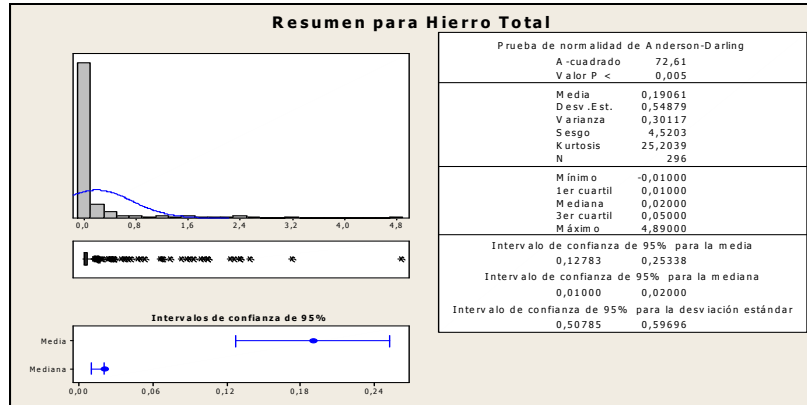 Resumen para Hierro Total
0,0 0,8 1,6 2,4 3,2 4,0 4,8
Intervalos de confianza de 95%
Media
Mediana
0,00 0,06 0,12 0,18 0,24
Prueba de normalidad de Anderson-Darling
A-cuadrado 72,61
Valor P < 0,005
Media 0,19061
Desv.Est. 0,54879
Varianza 0,30117
Sesgo 4,5203
Kurtosis 25,2039
N 296
Mínimo -0,01000
1er cuartil 0,01000
Mediana 0,02000
3er cuartil 0,05000
Máximo 4,89000
Intervalo de confianza de 95% para la media
0,12783 0,25338
Intervalo de confianza de 95% para la mediana
0,01000 0,02000
Intervalo de confianza de 95% para la desviación estándar
0,50785 0,59696